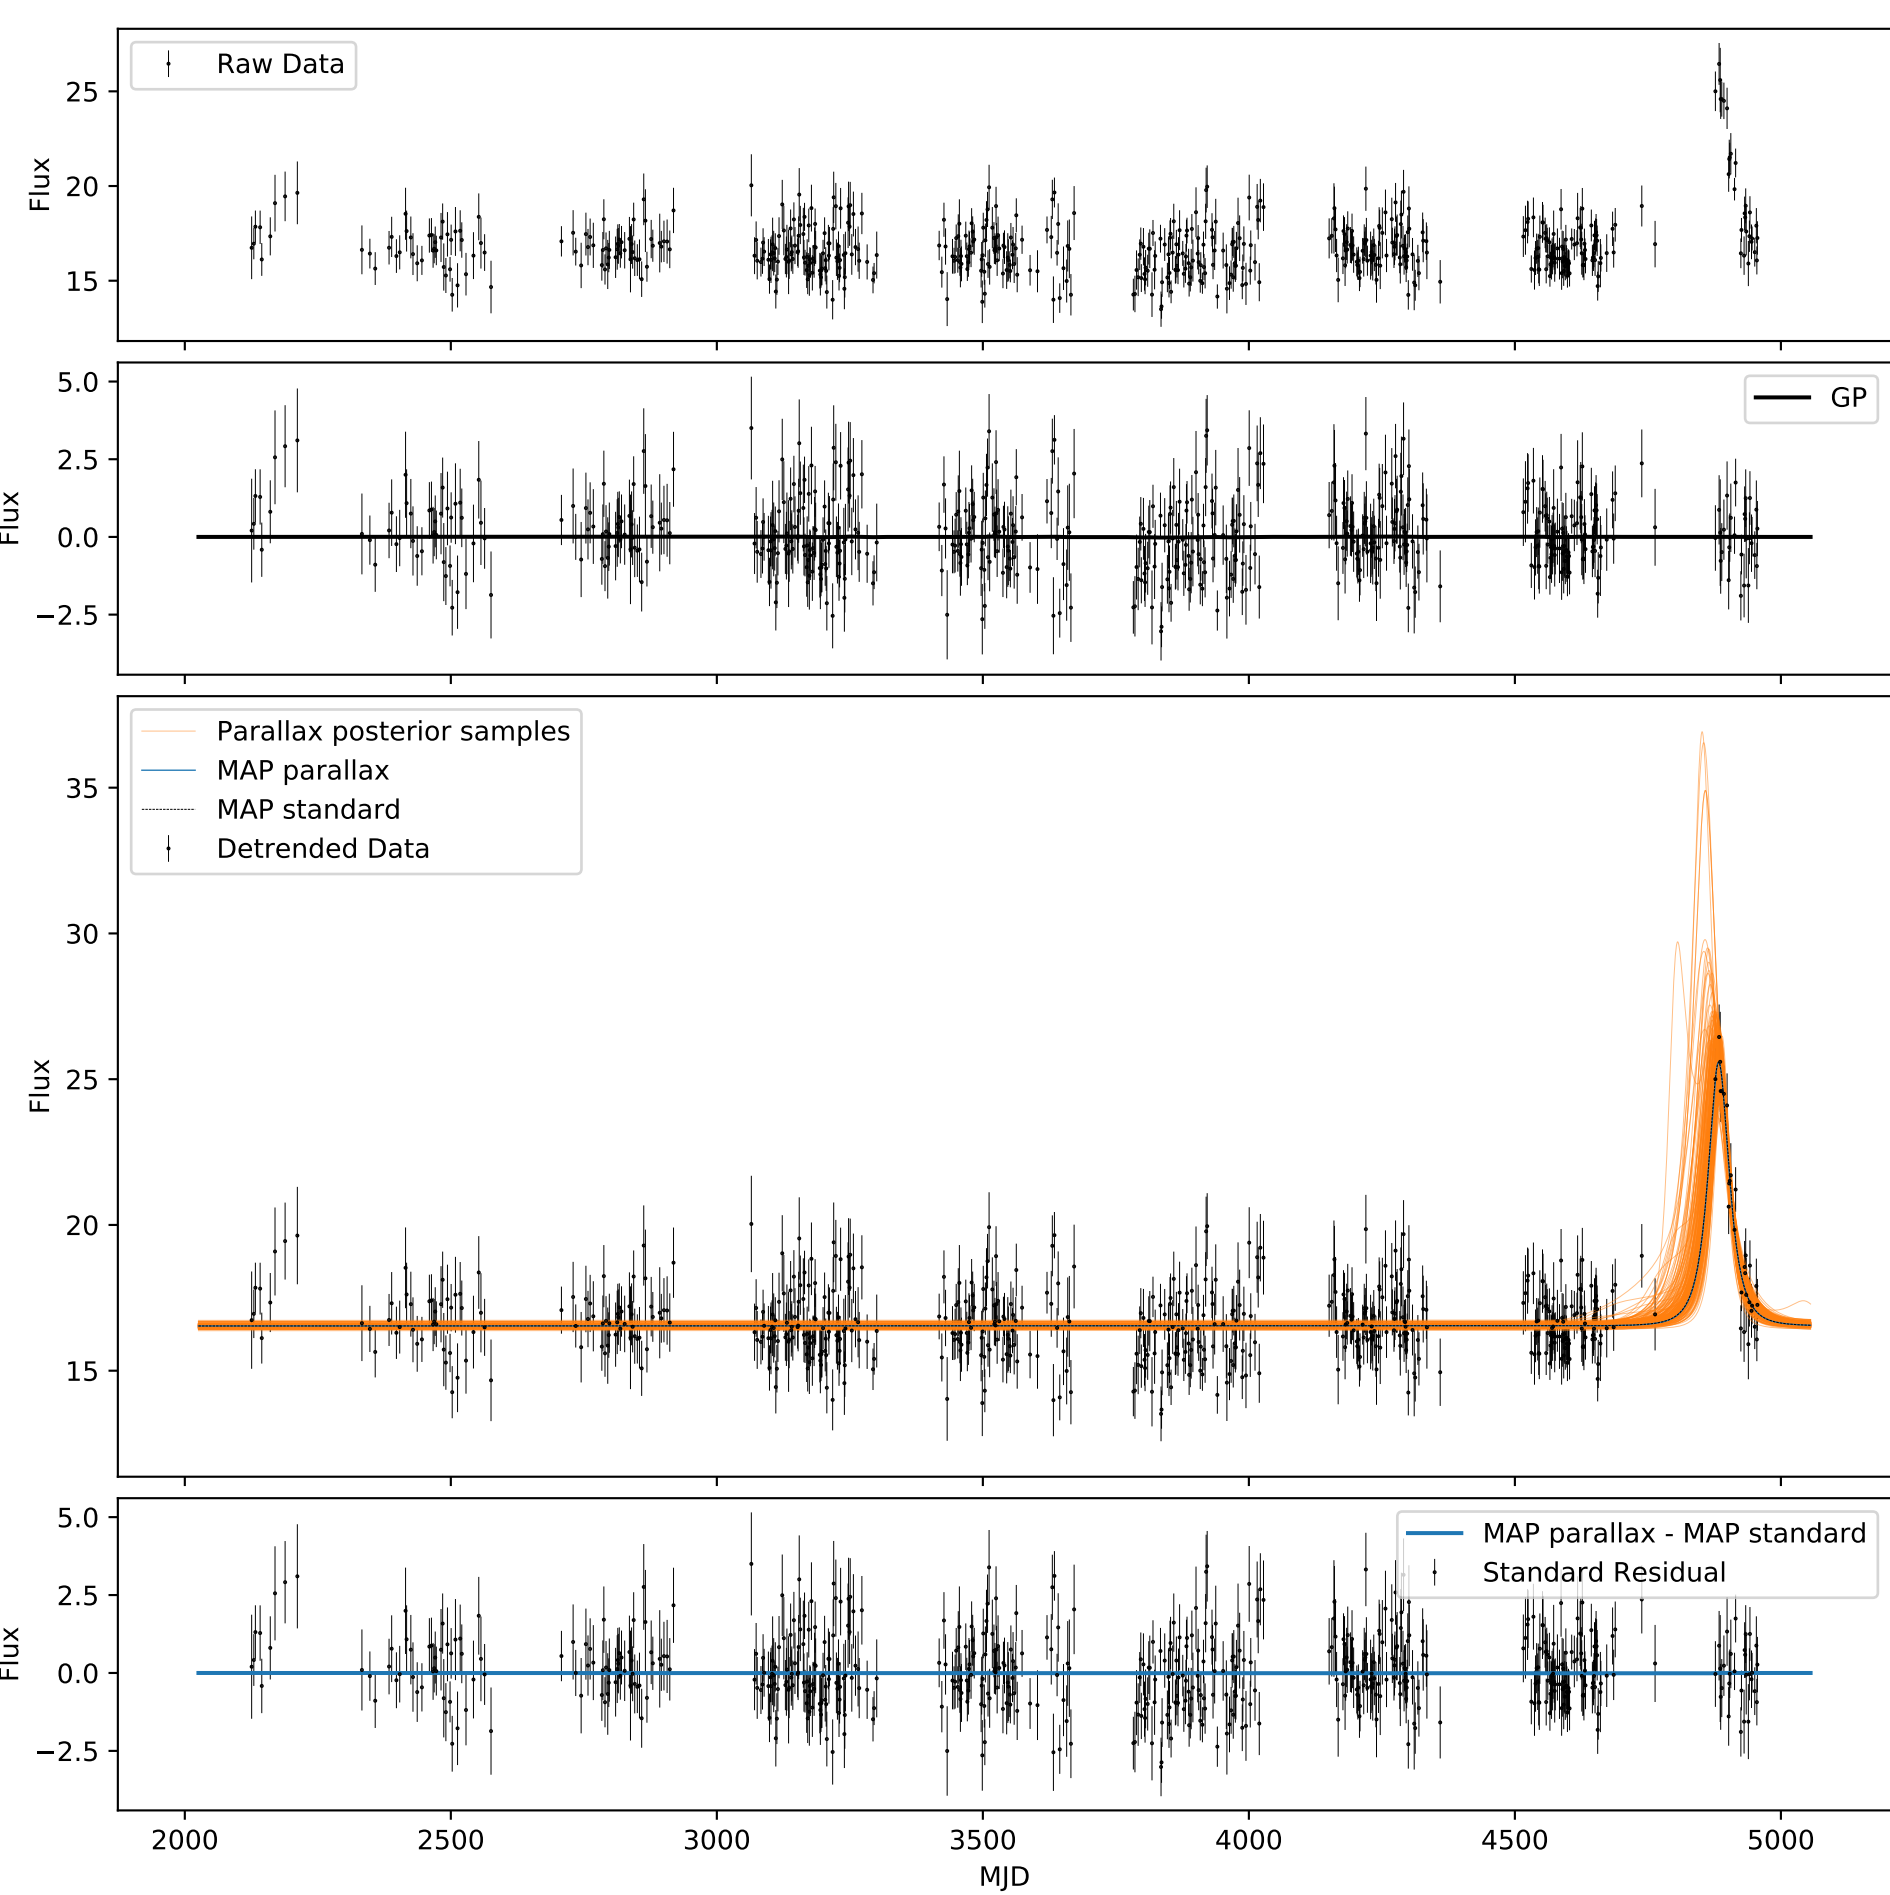 Raw Data
25
20
15
Flux
GP
5.0
2.5
0.0
−2.5
Flux
Parallax posterior samples
MAP parallax
MAP standard
Detrended Data
35
30
25
20
15
Flux
MAP parallax - MAP standard
Standard Residual
5.0
2.5
0.0
−2.5
Flux
2000 2500 3000 3500 4000 4500 5000
MJD